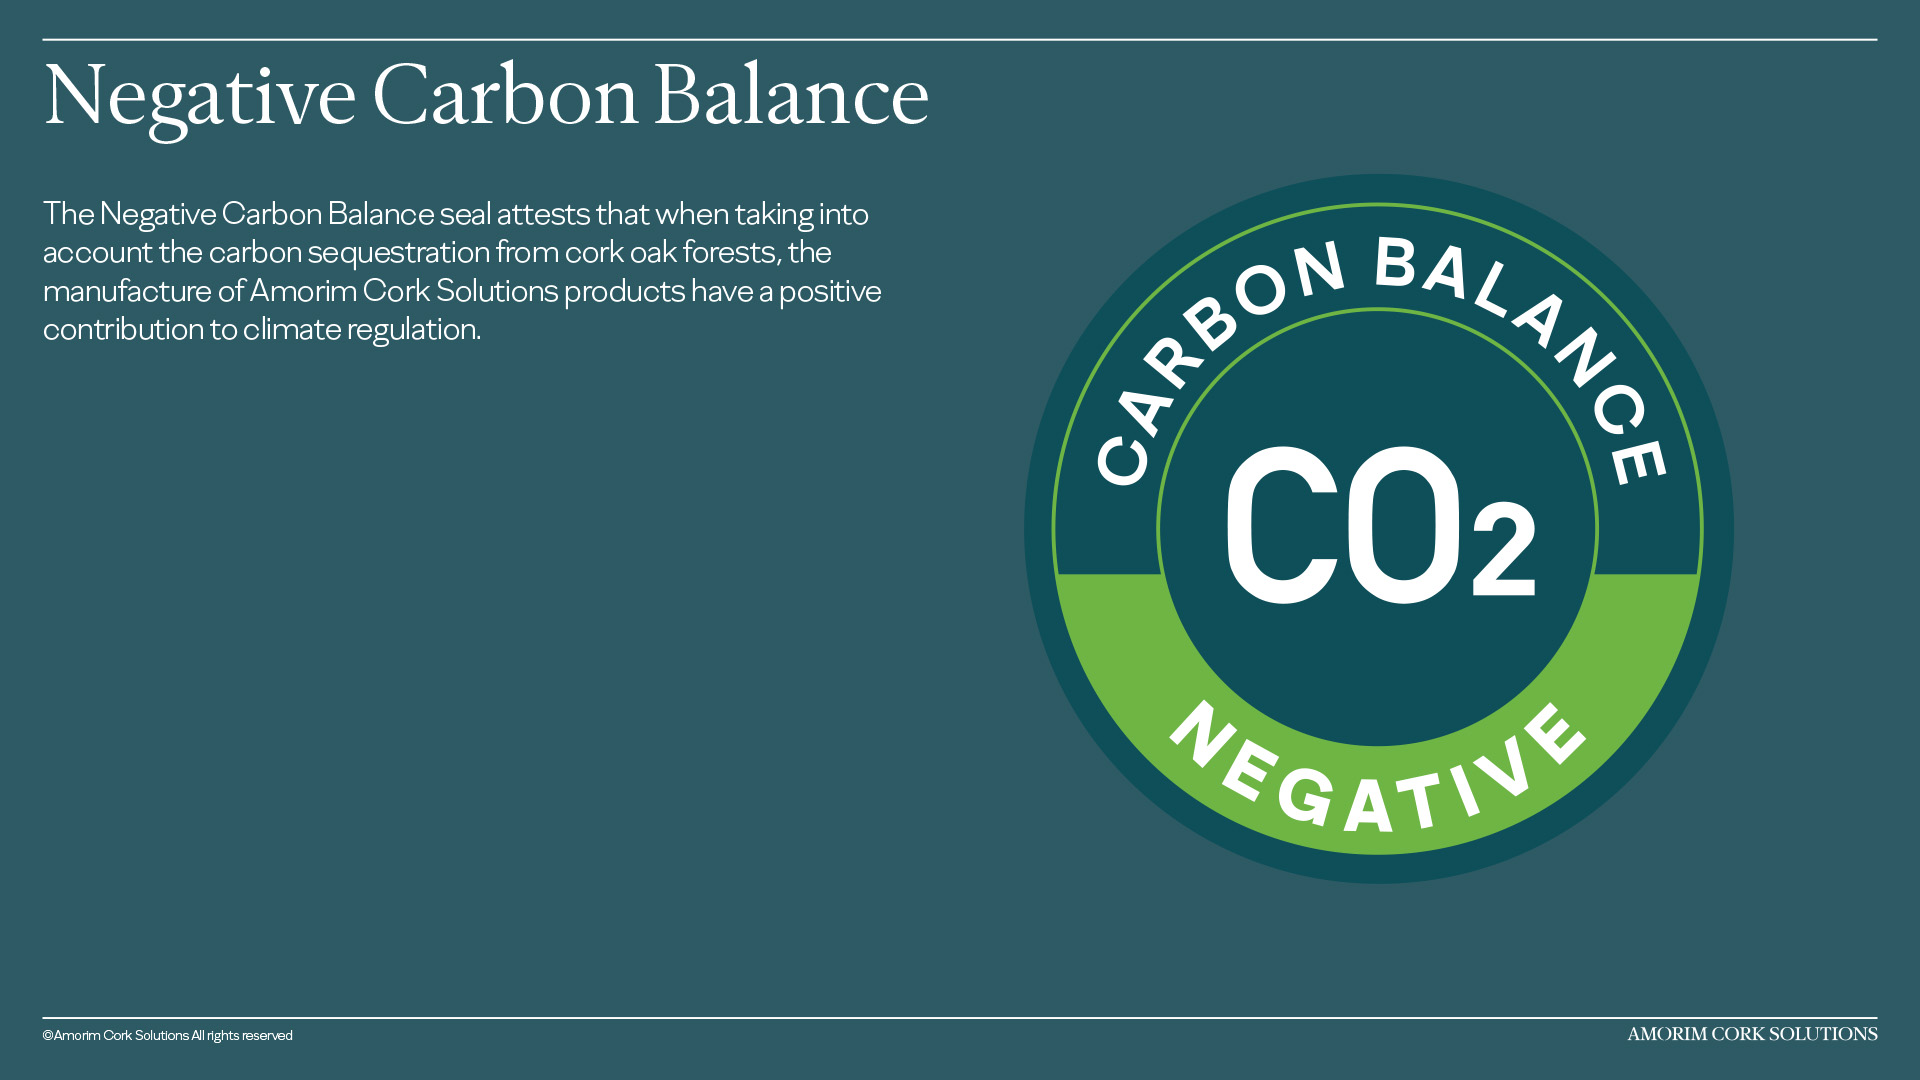 Negative Carbon Balance
The Negative Carbon Balance seal attests that when taking into
account the carbon sequestration from cork oak forests, the
manufacture of Amorim Cork Solutions products have a positive
contribution to climate regulation.
CARBON BALANCE
CO2
NEGATIVE
©Amorim Cork Solutions All rights reserved
AMORIM CORK SOLUTIONS